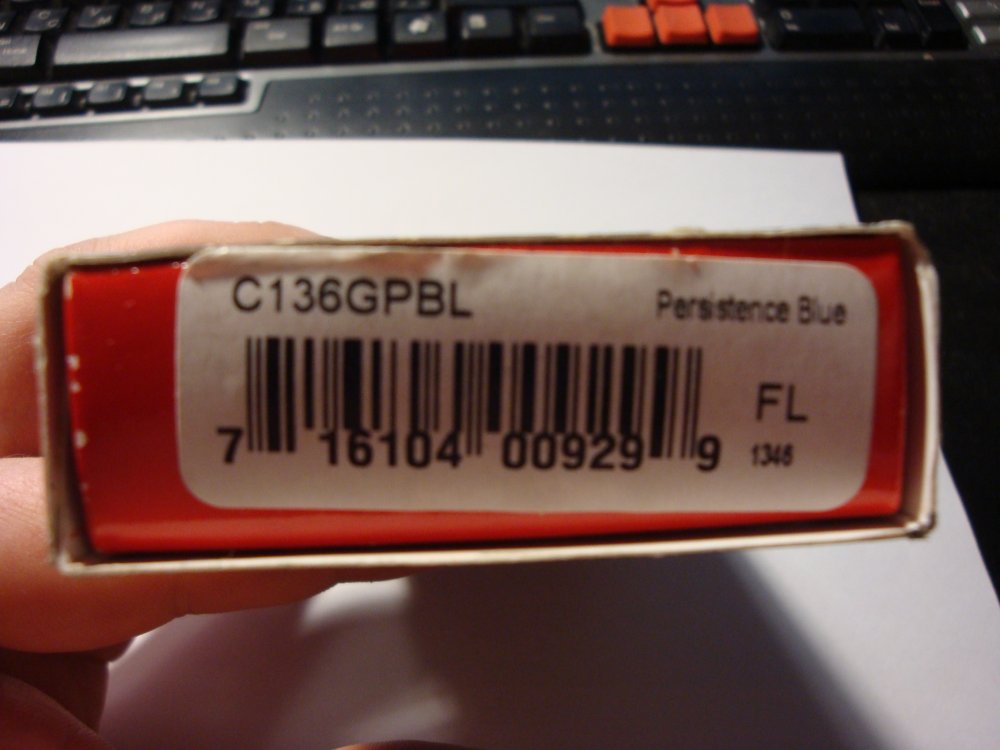 C136GPBL
Persistence Blue
FL
7 16104 00929 9
1346